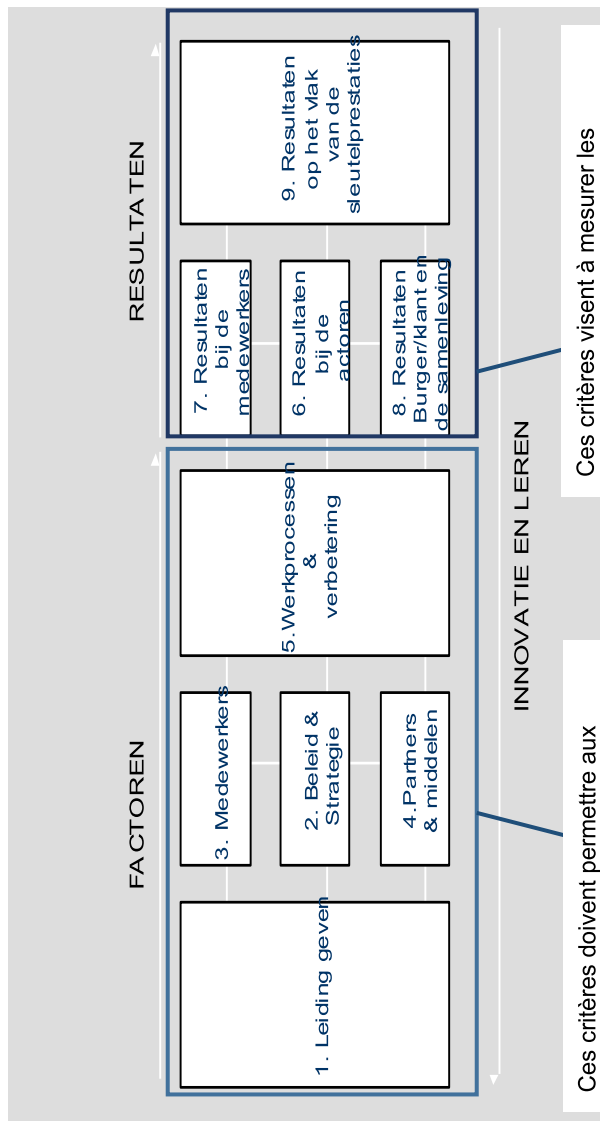 FACTOREN
RESULTATEN
1. Leiding geven
3. Medewerkers
2. Beleid &
Strategie
4.Partners
& middelen
5.Werkprocessen
&
verbetering
7. Resultaten
bij de
medewerkers
6. Resultaten
bij de
actoren
8. Resultaten
Burger/klant en
de samenleving
9. Resultaten
op het vlak
van de
sleutelprestaties
INNOVATIE EN LEREN
Ces critères doivent permettre aux
Ces critères visent à mesurer les